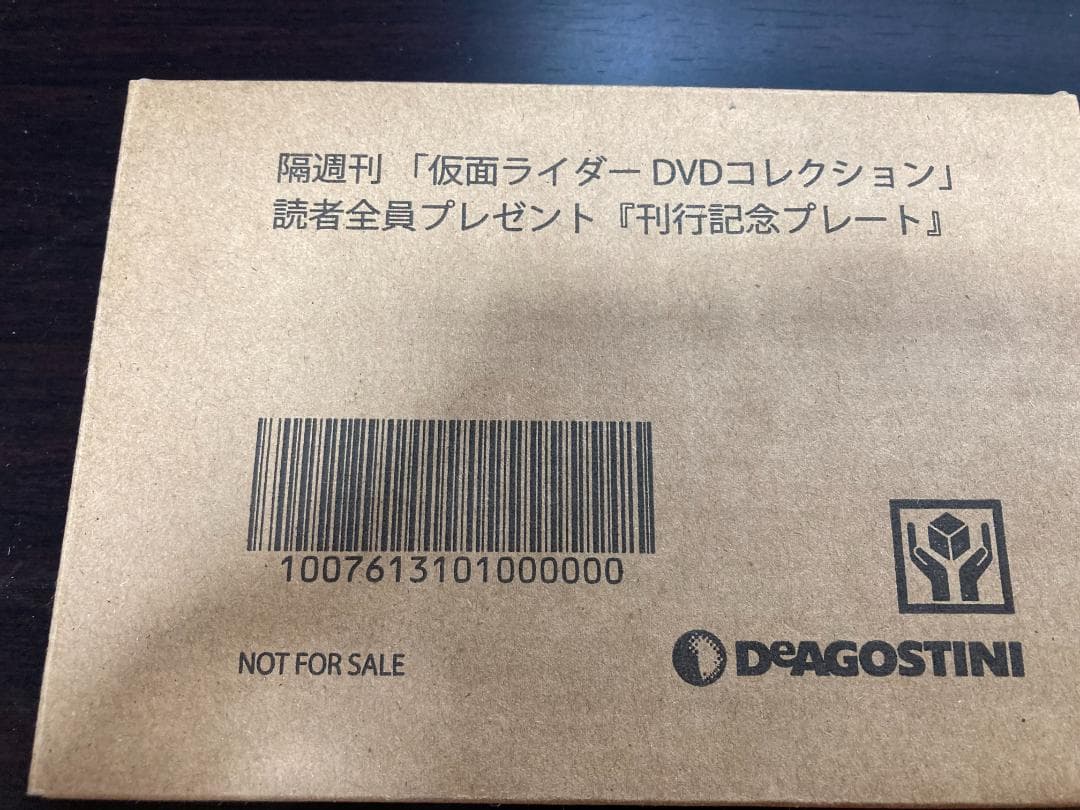 隔週刊 「仮面ライダー DVDコレクション」
読者全員プレゼント『刊行記念プレート』
1007613101000000
NOT FOR SALE
DeAGOSTINI